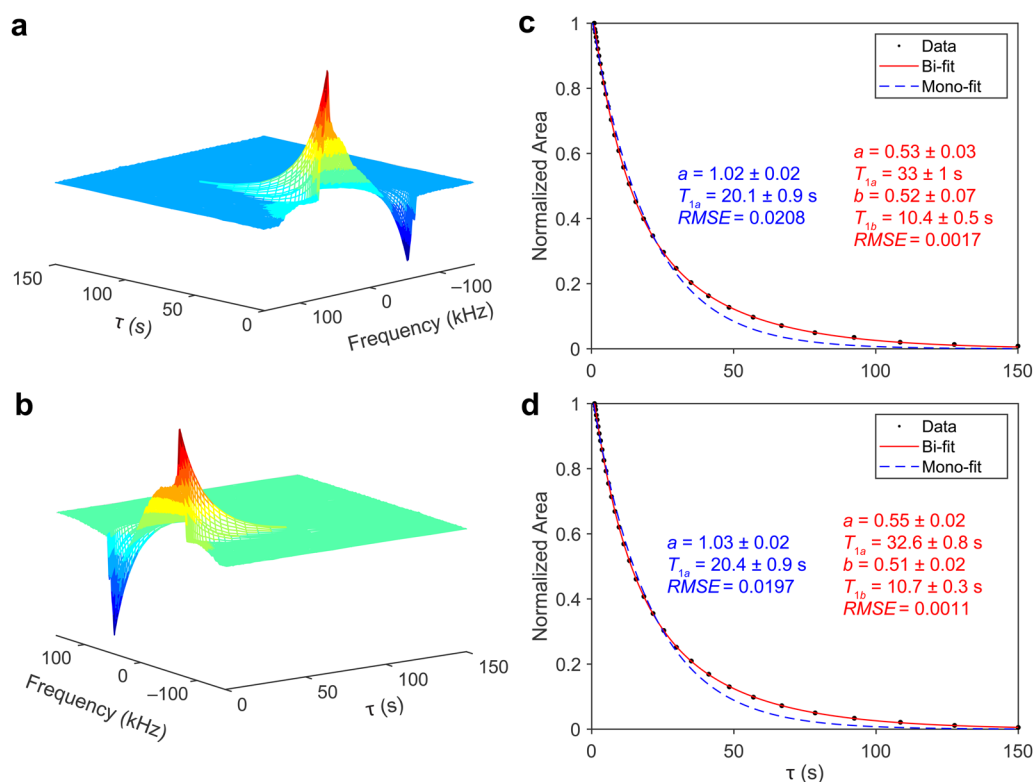 a
150
100
50
0
τ (s)
100
0
−100
Frequency (kHz)
b
100
0
−100
Frequency (kHz)
0
50
100
150
τ (s)
c
1
0.8
0.6
0.4
0.2
0
Normalized Area
0
50
100
150
Data
Bi-fit
Mono-fit
a = 1.02 ± 0.02
T1a = 20.1 ± 0.9 s
RMSE = 0.0208
a = 0.53 ± 0.03
T1a = 33 ± 1 s
b = 0.52 ± 0.07
T1b = 10.4 ± 0.5 s
RMSE = 0.0017
d
1
0.8
0.6
0.4
0.2
0
Normalized Area
0
50
100
150
τ (s)
Data
Bi-fit
Mono-fit
a = 1.03 ± 0.02
T1a = 20.4 ± 0.9 s
RMSE = 0.0197
a = 0.55 ± 0.02
T1a = 32.6 ± 0.8 s
b = 0.51 ± 0.02
T1b = 10.7 ± 0.3 s
RMSE = 0.0011